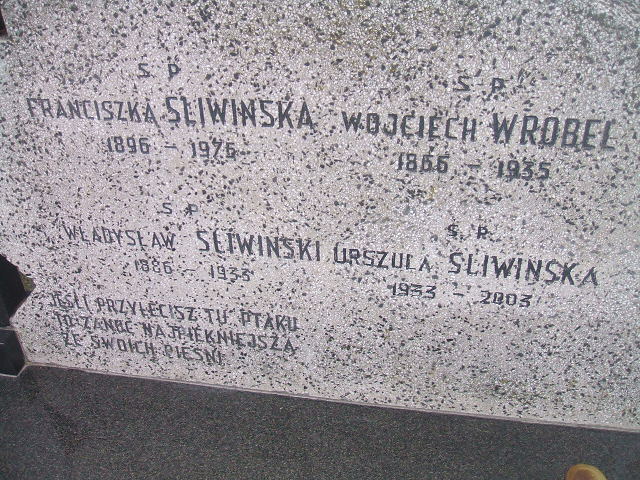 Ś. P.
FRANCISZKA ŚLIWIŃSKA
1896 - 1976
Ś. P.
WOJCIECH WRÓBEL
1866 - 1935
Ś. P.
WŁADYSŁAW ŚLIWIŃSKI
1886 - 1935
Ś. P.
URSZULA ŚLIWIŃSKA
1933 - 2003
JEŚLI PRZYLECISZ TU PTAKU
TO ZANUĆ NAJPIĘKNIEJSZĄ
ZE SWOICH PIEŚNI